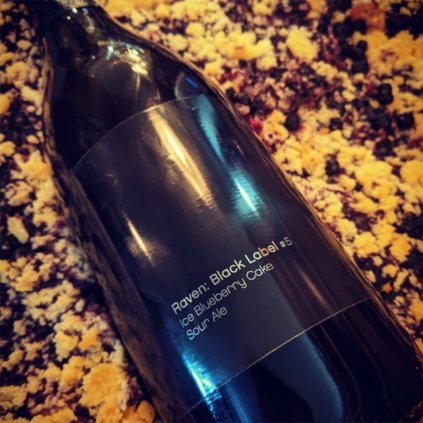 Raven: Black Label #5
Ice Blueberry Cake
Sour Ale